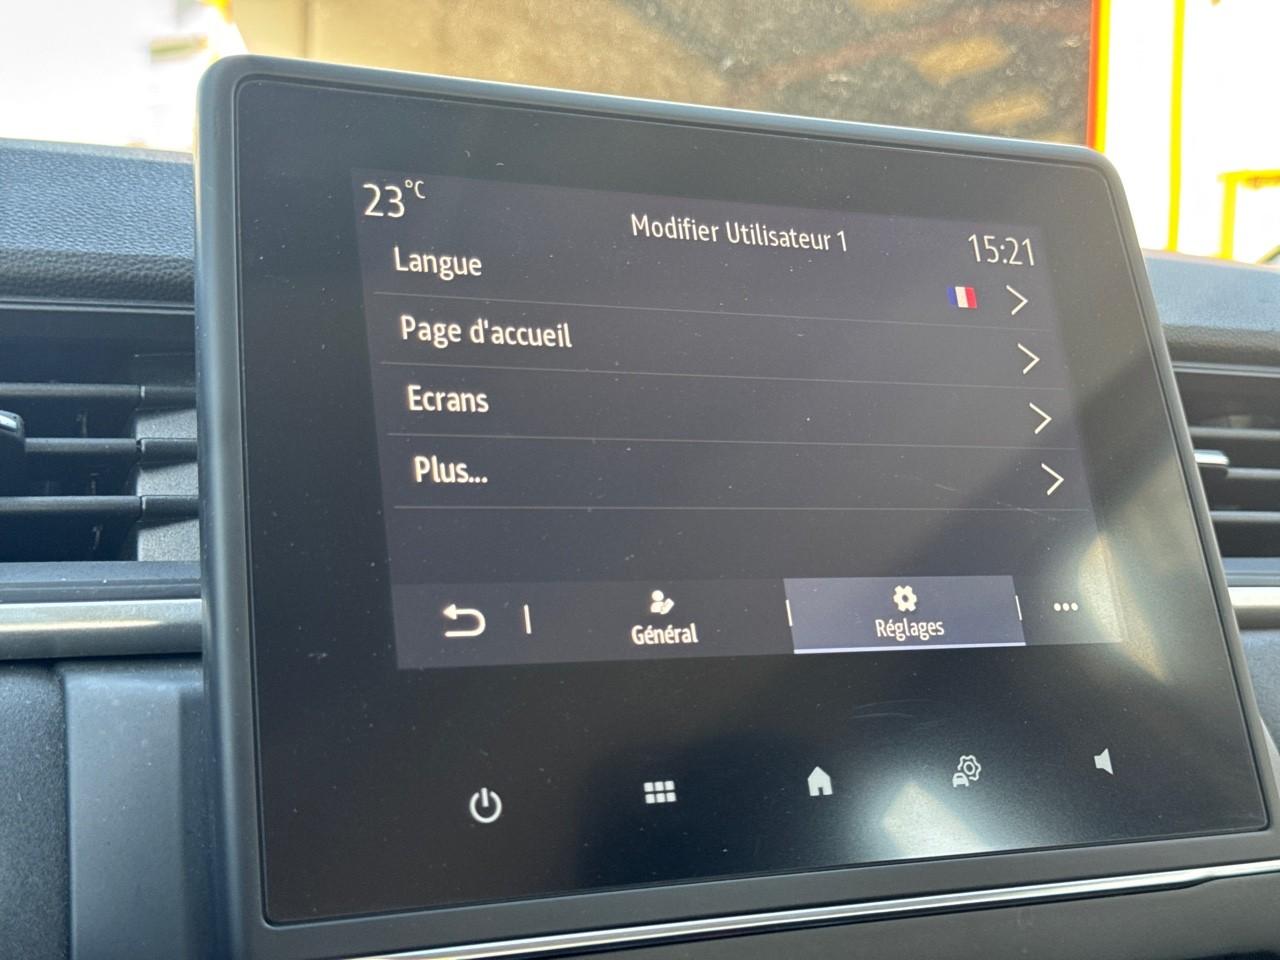 23°C
Modifier Utilisateur 1
15:21
Langue
Page d'accueil
Ecrans
Plus...
Général
Réglages